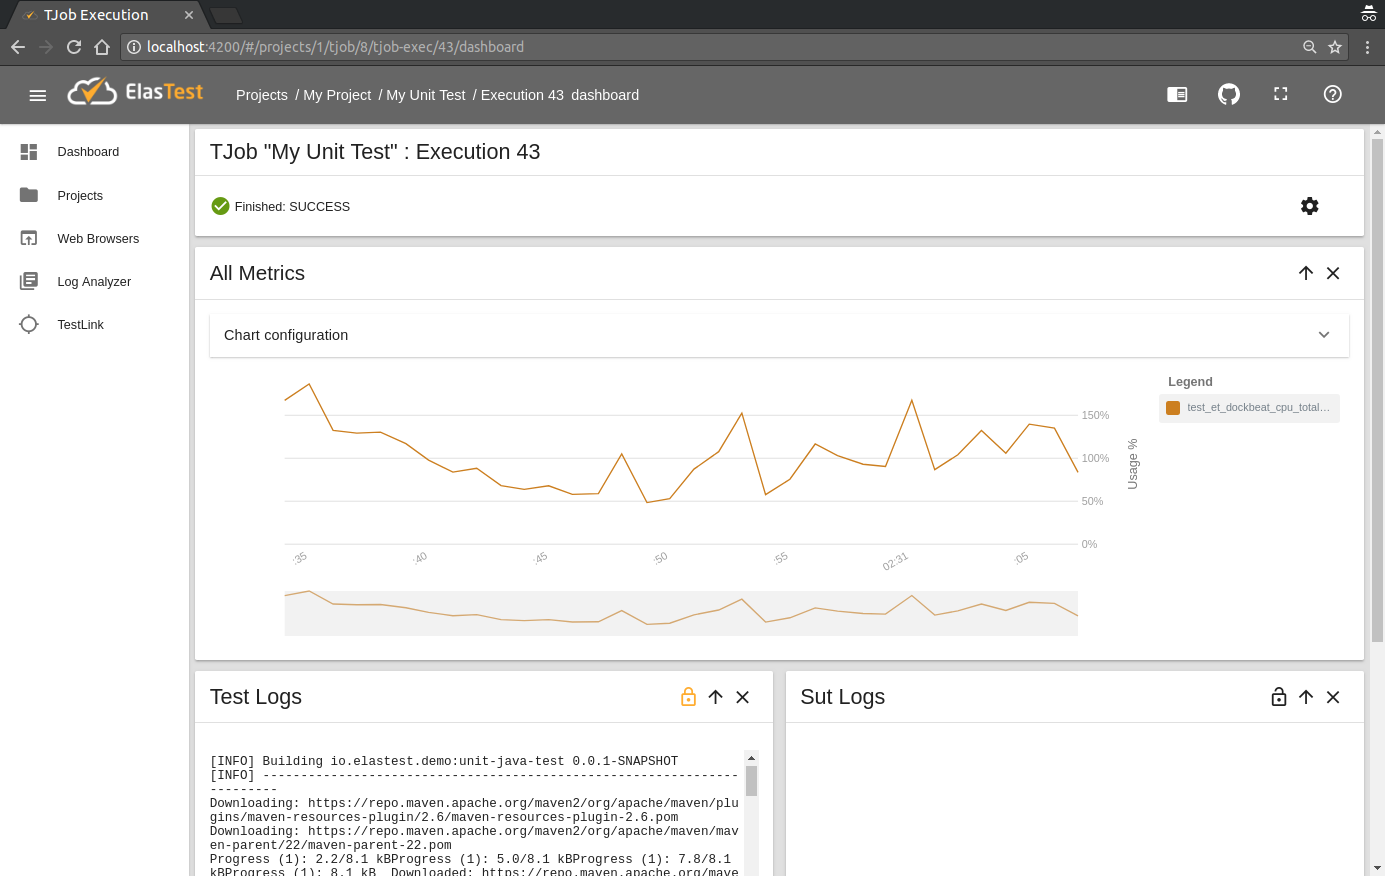 TJob Execution
localhost:4200/#/projects/1/tjob/8/tjob-exec/43/dashboard
ElasTest
Projects / My Project / My Unit Test / Execution 43 dashboard
Dashboard
Projects
Web Browsers
Log Analyzer
TestLink
TJob "My Unit Test" : Execution 43
Finished: SUCCESS
All Metrics
Chart configuration
Legend
test_et_dockbeat_cpu_total...
150%
100%
50%
0%
Usage %
:35
:40
:45
:50
:55
02:31
:05
Test Logs
[INFO] Building io.elastest.demo:unit-java-test 0.0.1-SNAPSHOT
[INFO] ---------------------------------------------------------------
---------
Downloading: https://repo.maven.apache.org/maven2/org/apache/maven/plu
gins/maven-resources-plugin/2.6/maven-resources-plugin-2.6.pom
Downloading: https://repo.maven.apache.org/maven2/org/apache/maven/mav
en-parent/22/maven-parent-22.pom
Progress (1): 2.2/8.1 kBProgress (1): 5.0/8.1 kBProgress (1): 7.8/8.1
kBProgress (1): 8.1 kB Downloaded: https://repo.maven.apache.org/mave
Sut Logs